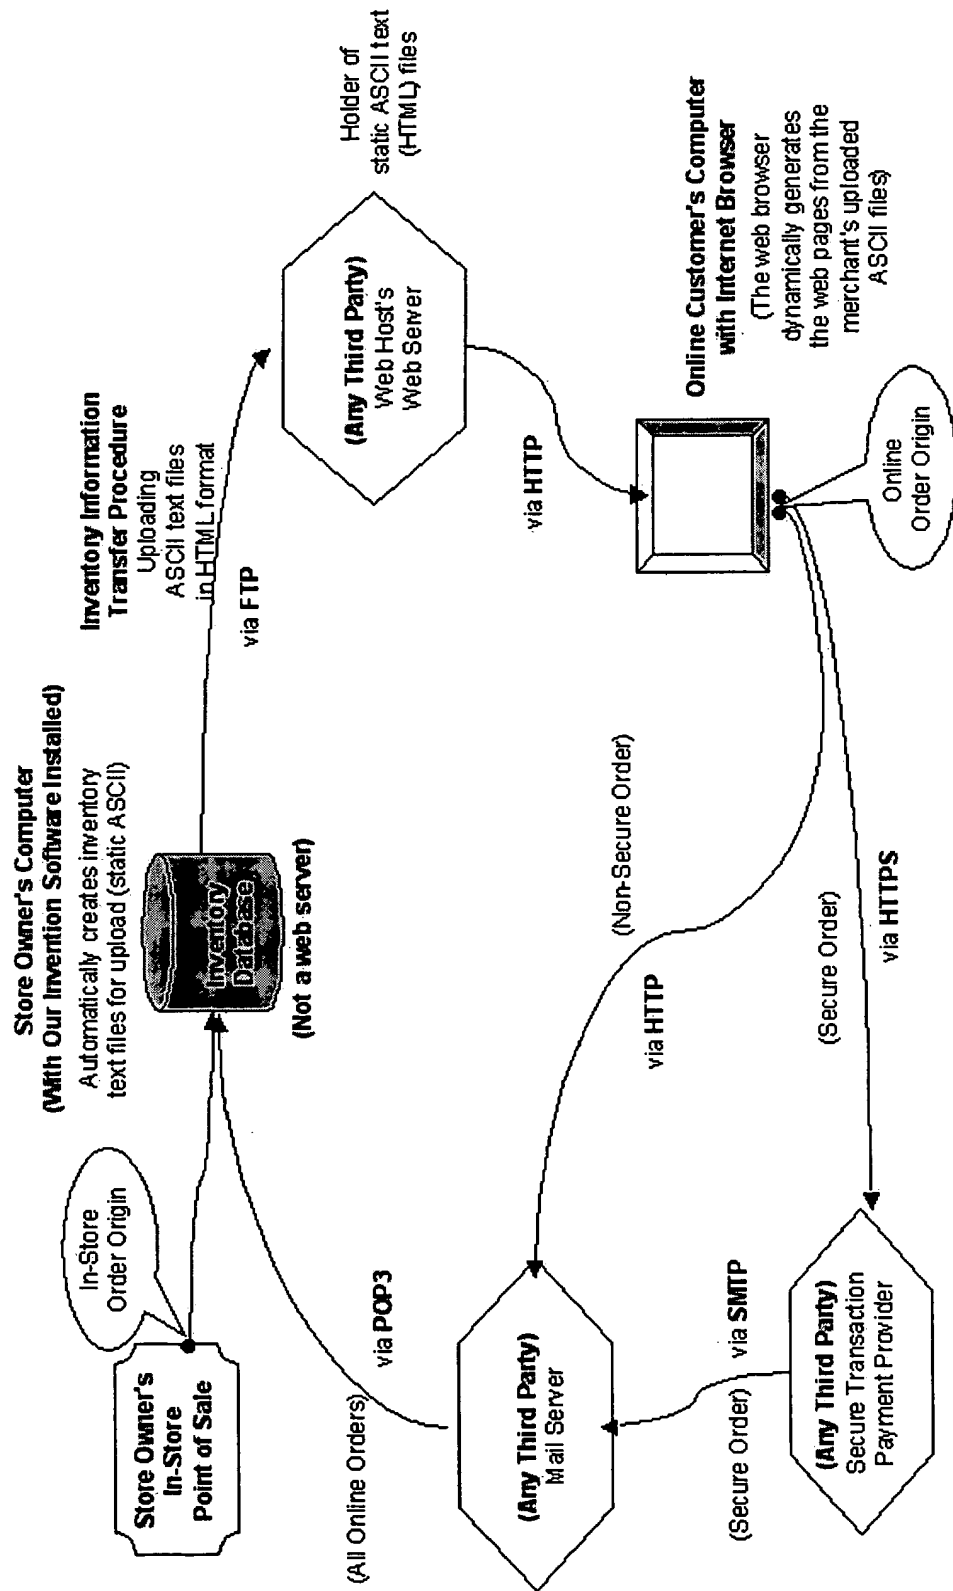 Store Owner's Computer
(With Our Invention Software Installed)
Automatically creates inventory
text files for upload (static ASCII)
Inventory
Database
(Not a web server)
In-Store
Order Origin
Store Owner's
In-Store
Point of Sale
Inventory Information
Transfer Procedure
Uploading
ASCII text files
in HTML format
via FTP
Holder of
static ASCII text
(HTML) files
(Any Third Party)
Web Host's
Web Server
via HTTP
Online Customer's Computer
with Internet Browser
(The web browser
dynamically generates
the web pages from the
merchant's uploaded
ASCII files)
Online
Order Origin
(Non-Secure Order)
via HTTP
(Secure Order)
via HTTPS
(All Online Orders)
via POP3
(Any Third Party)
Mail Server
(Secure Order)
via SMTP
(Any Third Party)
Secure Transaction
Payment Provider